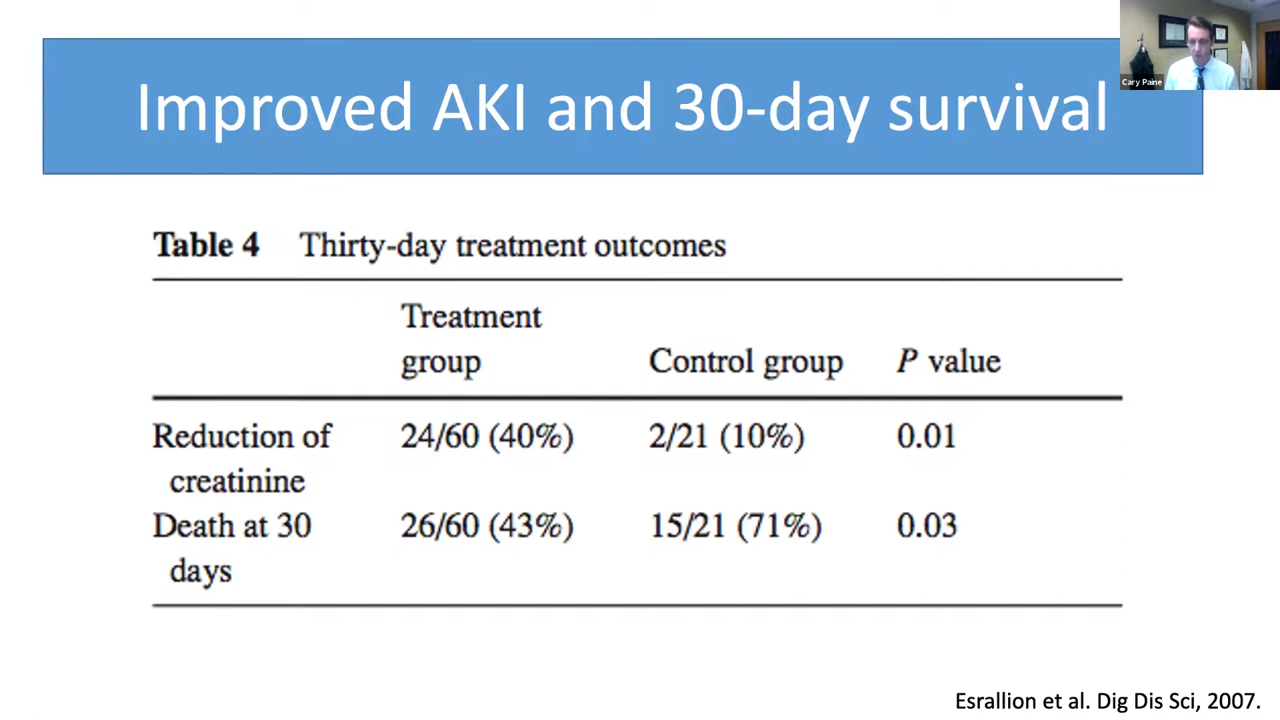 Improved AKI and 30-day survival
Cary Paine
Table 4 Thirty-day treatment outcomes
Treatment
group Control group P value
Reduction of 24/60 (40%) 2/21 (10%) 0.01
creatinine
Death at 30 26/60 (43%) 15/21 (71%) 0.03
days
Esrallion et al. Dig Dis Sci, 2007.